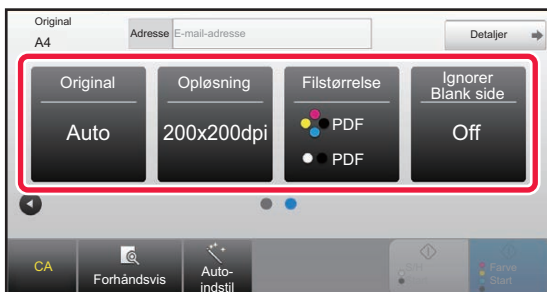 Original
A4
Adresse E-mail-adresse
Detaljer
Original
Auto
Opløsning
200x200dpi
Filstørrelse
PDF
PDF
Ignorer
Blank side
Off
CA
Forhåndsvis
Auto-
indstil
S/H
Start
Farve
Start